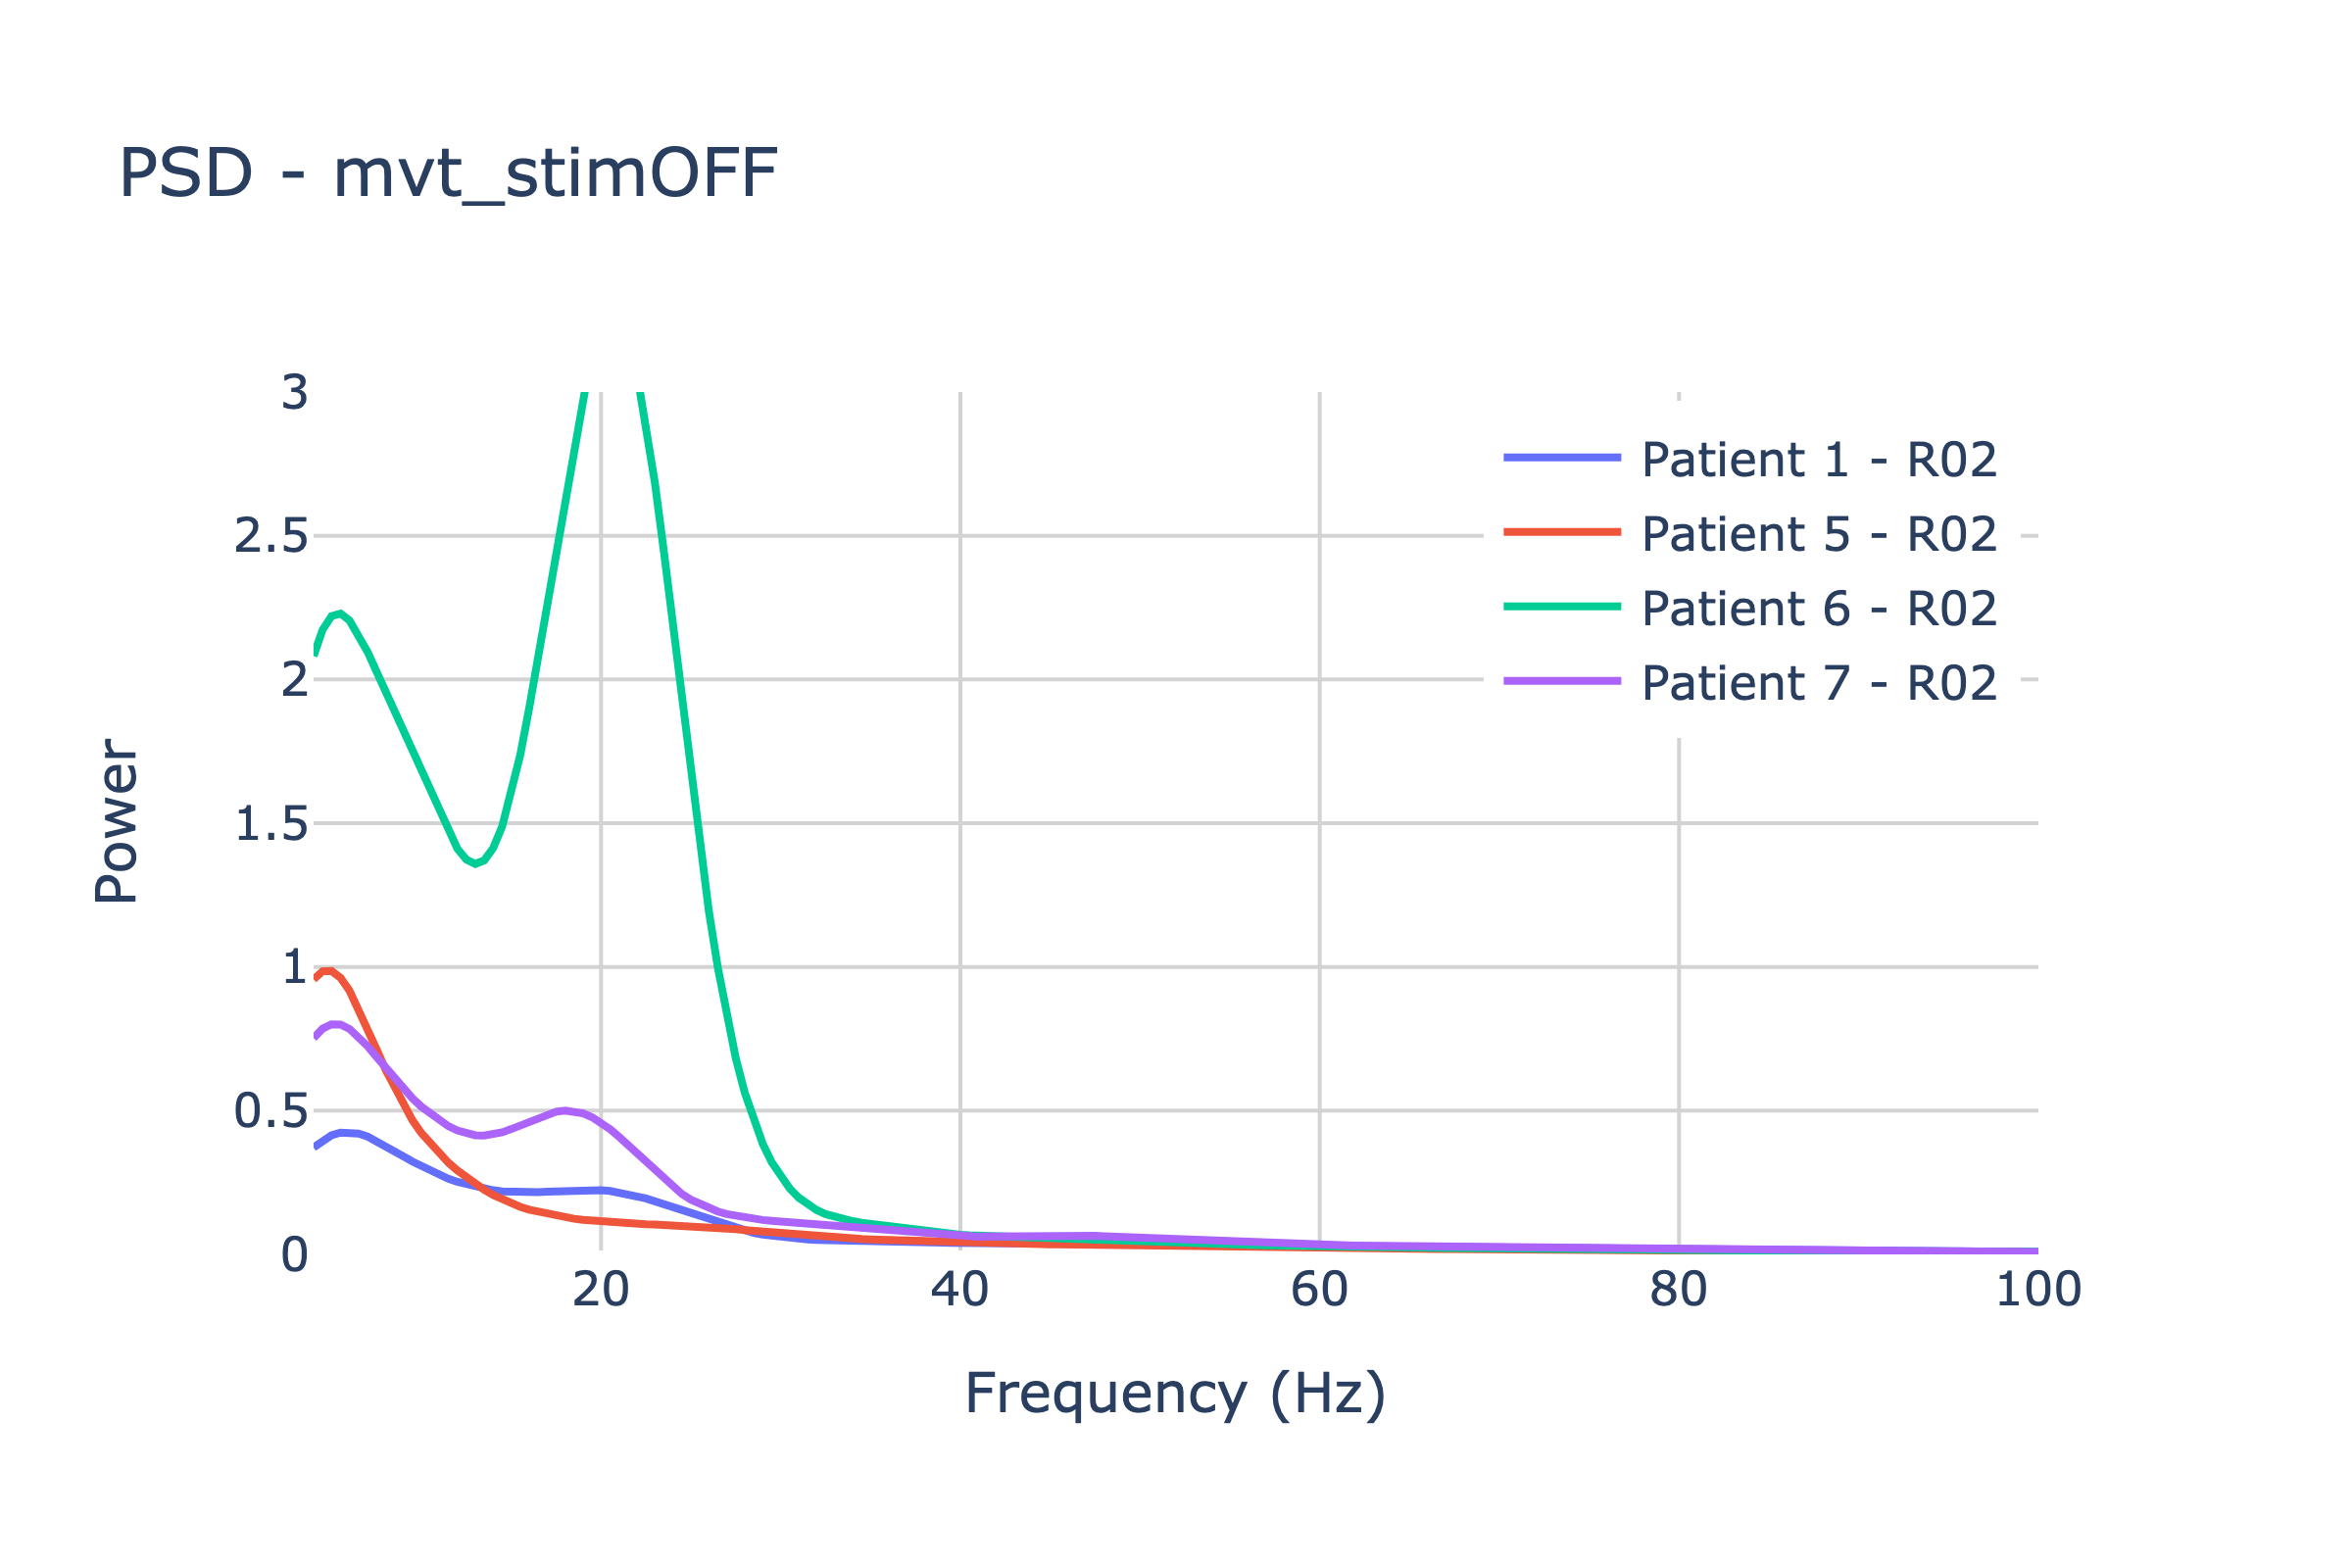 PSD - mvt_stimOFF
3
2.5
2
1.5
1
0.5
0
Power
20 40 60 80 100
Frequency (Hz)
Patient 1 - R02
Patient 5 - R02
Patient 6 - R02
Patient 7 - R02